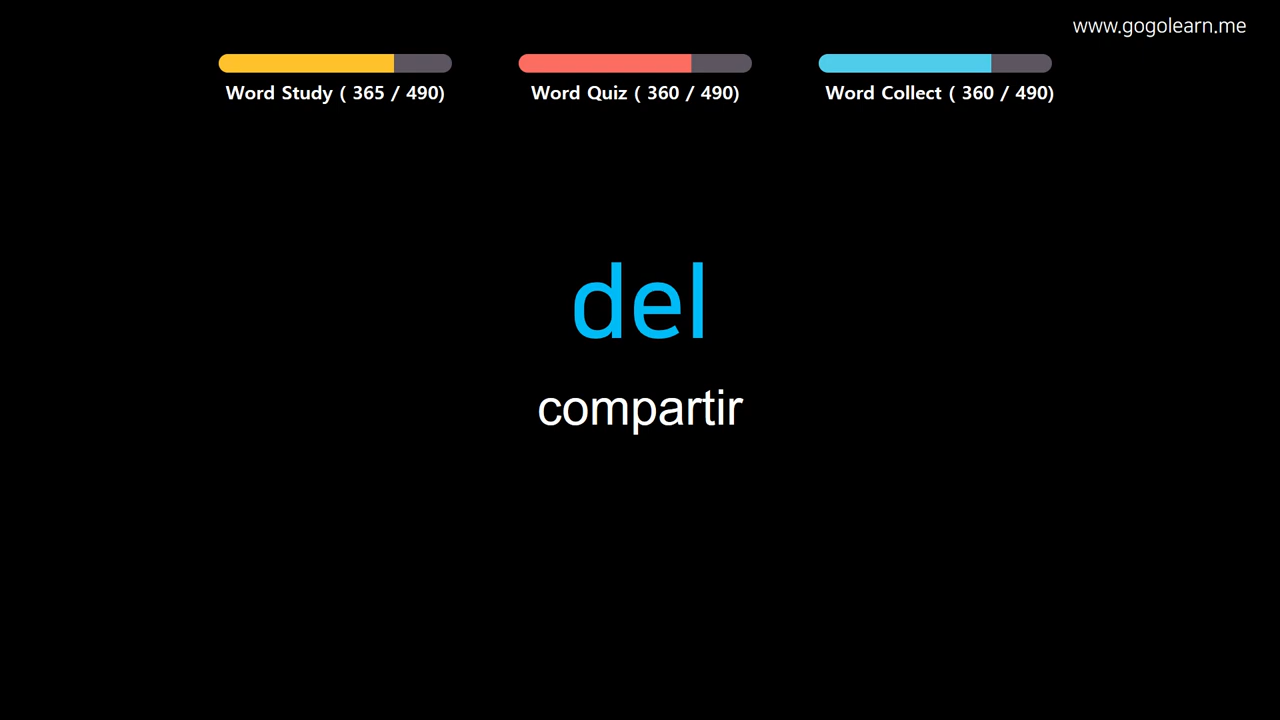 www.gogolearn.me
Word Study ( 365 / 490)
Word Quiz ( 360 / 490)
Word Collect ( 360 / 490)
del
compartir